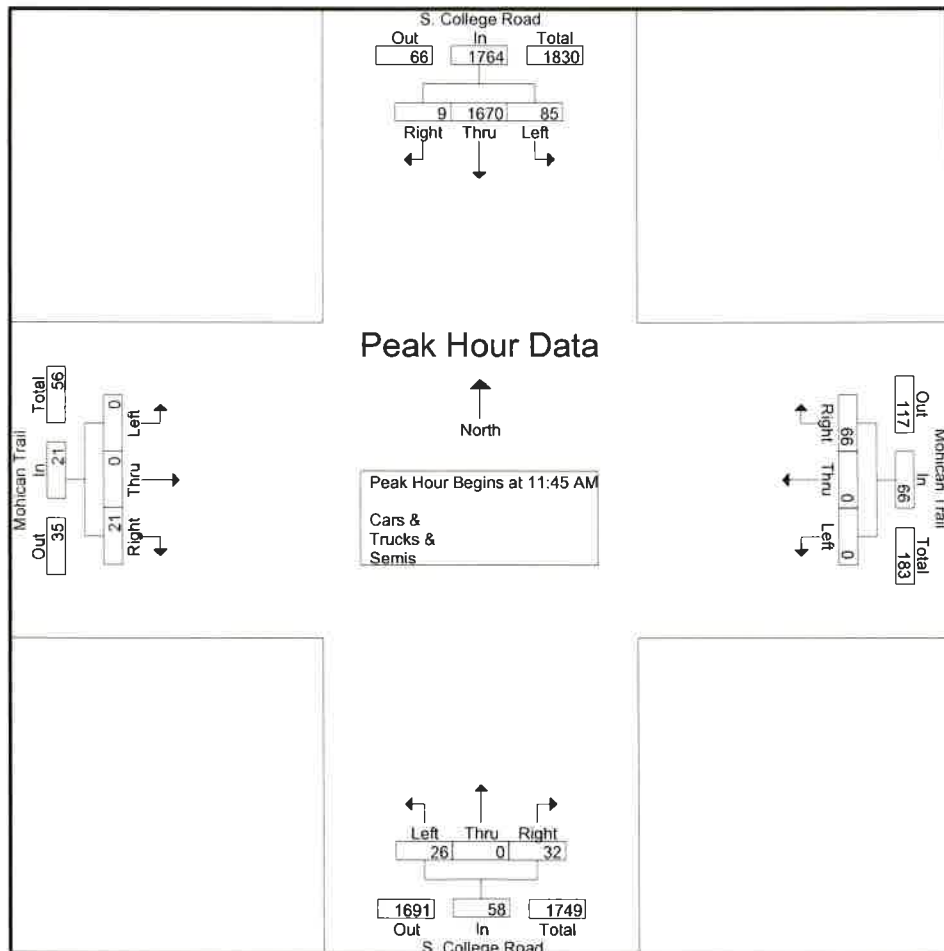 S. College Road
Out In Total
66 1764 1830
9 1670 85
Right Thru Left
Peak Hour Data
North
Peak Hour Begins at 11:45 AM
Cars &
Trucks &
Semis
Mohican Trail
Total In Out
56 21 35
0 0 21
Left Thru Right
Right Thru Left
66 0 0
Out In Total
117 66 183
Mohican Trail
Left Thru Right
26 0 32
1691 58 1749
Out In Total
S. College Road